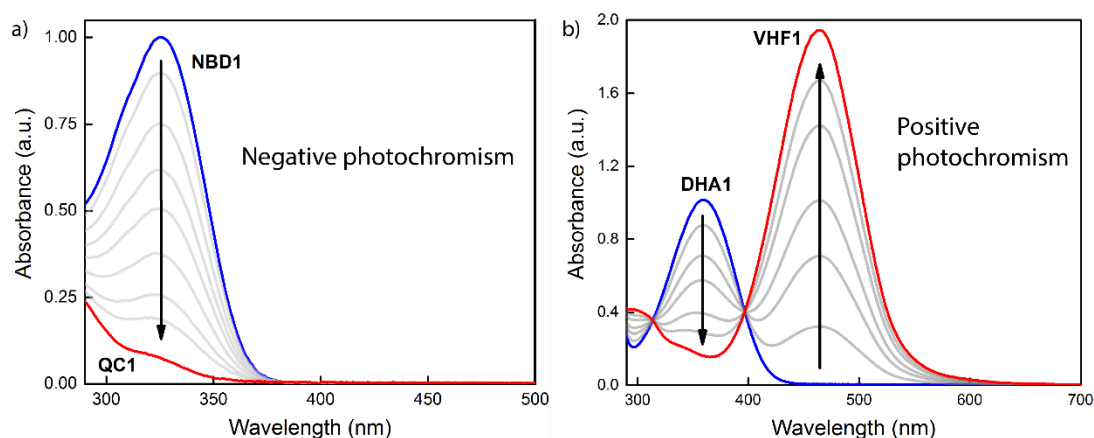 a)
1.00
0.75
0.50
0.25
0.00
Absorbance (a.u.)
NBD1
Negative photochromism
QC1
300
350
400
450
500
Wavelength (nm)
b)
2.0
1.6
1.2
0.8
0.4
0.0
Absorbance (a.u.)
VHF1
Positive
photochromism
DHA1
290
400
500
600
700
Wavelength (nm)